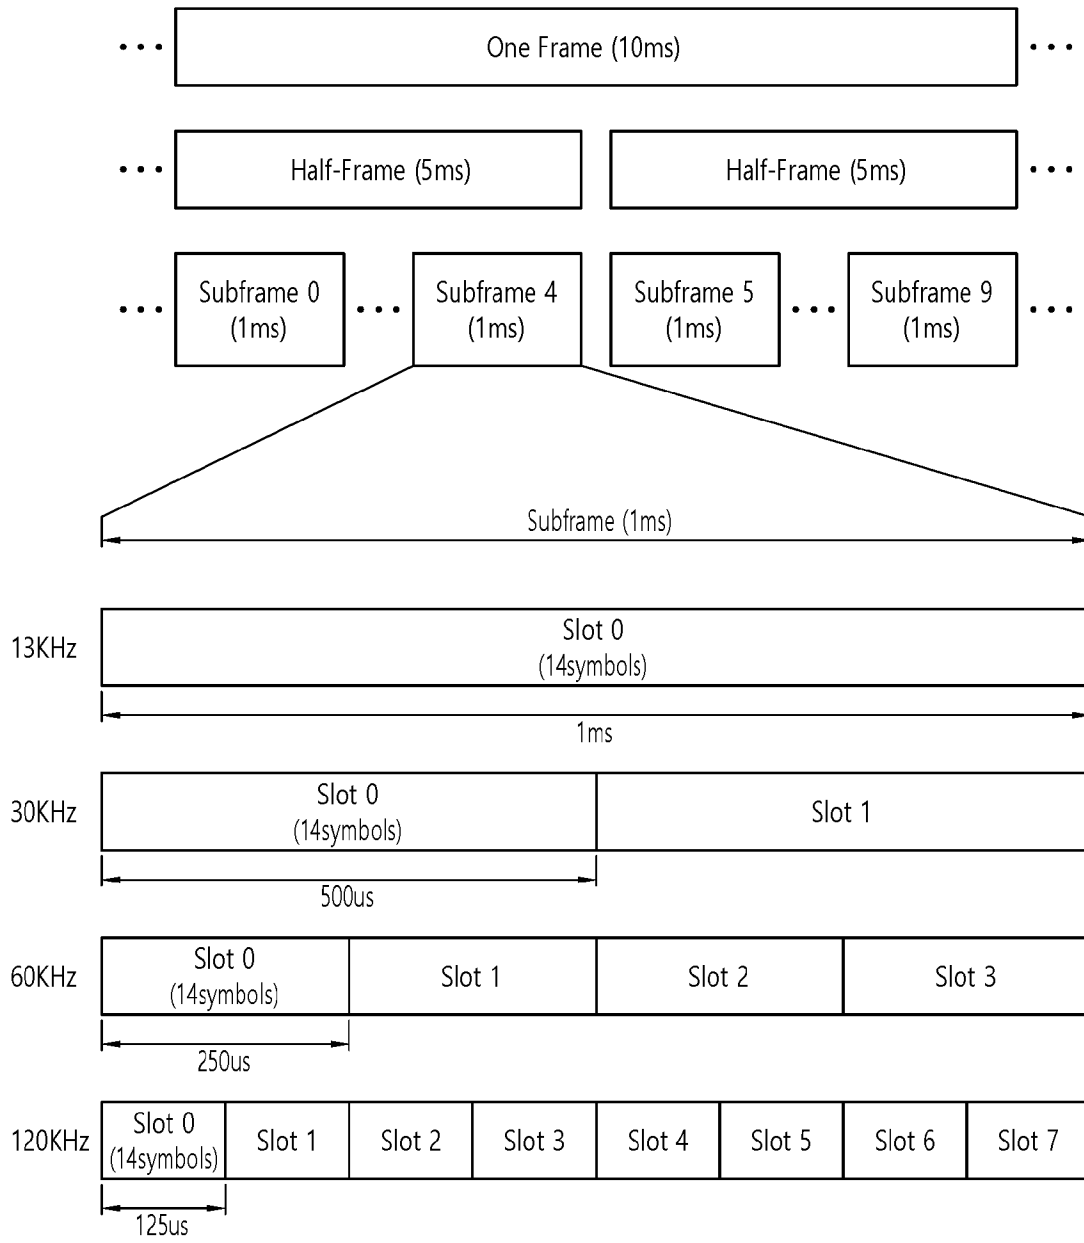 One Frame (10ms)
Half-Frame (5ms) Half-Frame (5ms)
Subframe 0 Subframe 4 Subframe 5 Subframe 9
(1ms) (1ms) (1ms) (1ms)
Subframe (1ms)
13KHz
Slot 0
(14symbols)
1ms
30KHz
Slot 0
(14symbols)
Slot 1
500us
60KHz
Slot 0
(14symbols)
Slot 1
Slot 2
Slot 3
250us
120KHz
Slot 0
(14symbols)
Slot 1
Slot 2
Slot 3
Slot 4
Slot 5
Slot 6
Slot 7
125us